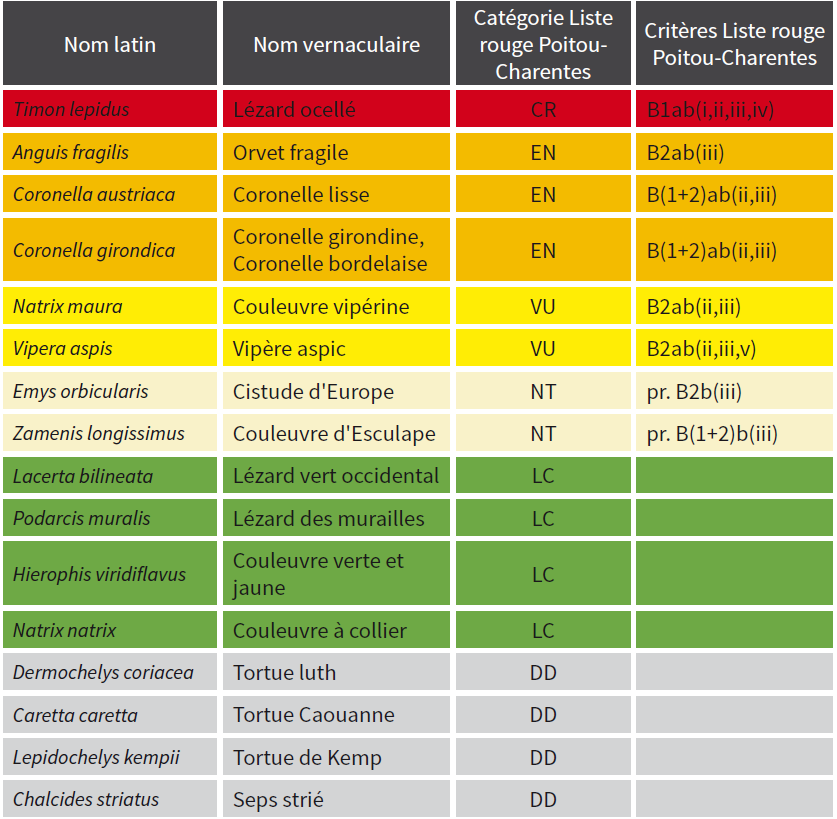 Nom latin
Nom vernaculaire
Catégorie Liste
rouge Poitou-
Charentes
Critères Liste rouge
Poitou-Charentes
Timon lepidus
Lézard ocellé
CR
B1ab(i,ii,iii,iv)
Anguis fragilis
Orvet fragile
EN
B2ab(iii)
Coronella austriaca
Coronelle lisse
EN
B(1+2)ab(ii,iii)
Coronella girondica
Coronelle girondine,
Coronelle bordelaise
EN
B(1+2)ab(ii,iii)
Natrix maura
Couleuvre vipérine
VU
B2ab(ii,iii)
Vipera aspis
Vipère aspic
VU
B2ab(ii,iii,v)
Emys orbicularis
Cistude d'Europe
NT
pr. B2b(iii)
Zamenis longissimus
Couleuvre d'Esculape
NT
pr. B(1+2)b(iii)
Lacerta bilineata
Lézard vert occidental
LC
Podarcis muralis
Lézard des murailles
LC
Hierophis viridiflavus
Couleuvre verte et
jaune
LC
Natrix natrix
Couleuvre à collier
LC
Dermochelys coriacea
Tortue luth
DD
Caretta caretta
Tortue Caouanne
DD
Lepidochelys kempii
Tortue de Kemp
DD
Chalcides striatus
Seps strié
DD